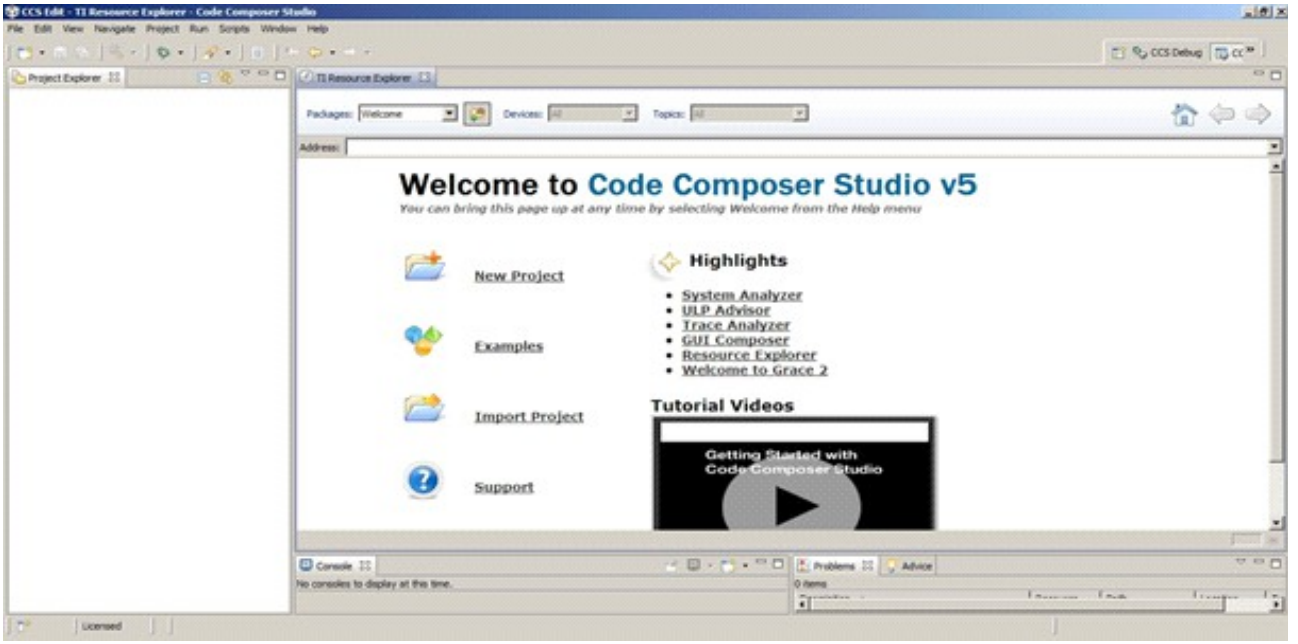 CCS Edit - TI Resource Explorer - Code Composer Studio
File Edit View Navigate Project Run Scripts Window Help
CCS Debug CC»
Project Explorer
TI Resource Explorer
Packages: Welcome Devices: All Topics: All
Address:
Welcome to Code Composer Studio v5
You can bring this page up at any time by selecting Welcome from the Help menu
New Project
Examples
Import Project
Support
Highlights
• System Analyzer
• ULP Advisor
• Trace Analyzer
• GUI Composer
• Resource Explorer
• Welcome to Grace 2
Tutorial Videos
Getting Started with
Code Composer Studio
Console
No consoles to display at this time.
Problems Advice
0 items
Description Resource Path Location
Licensed